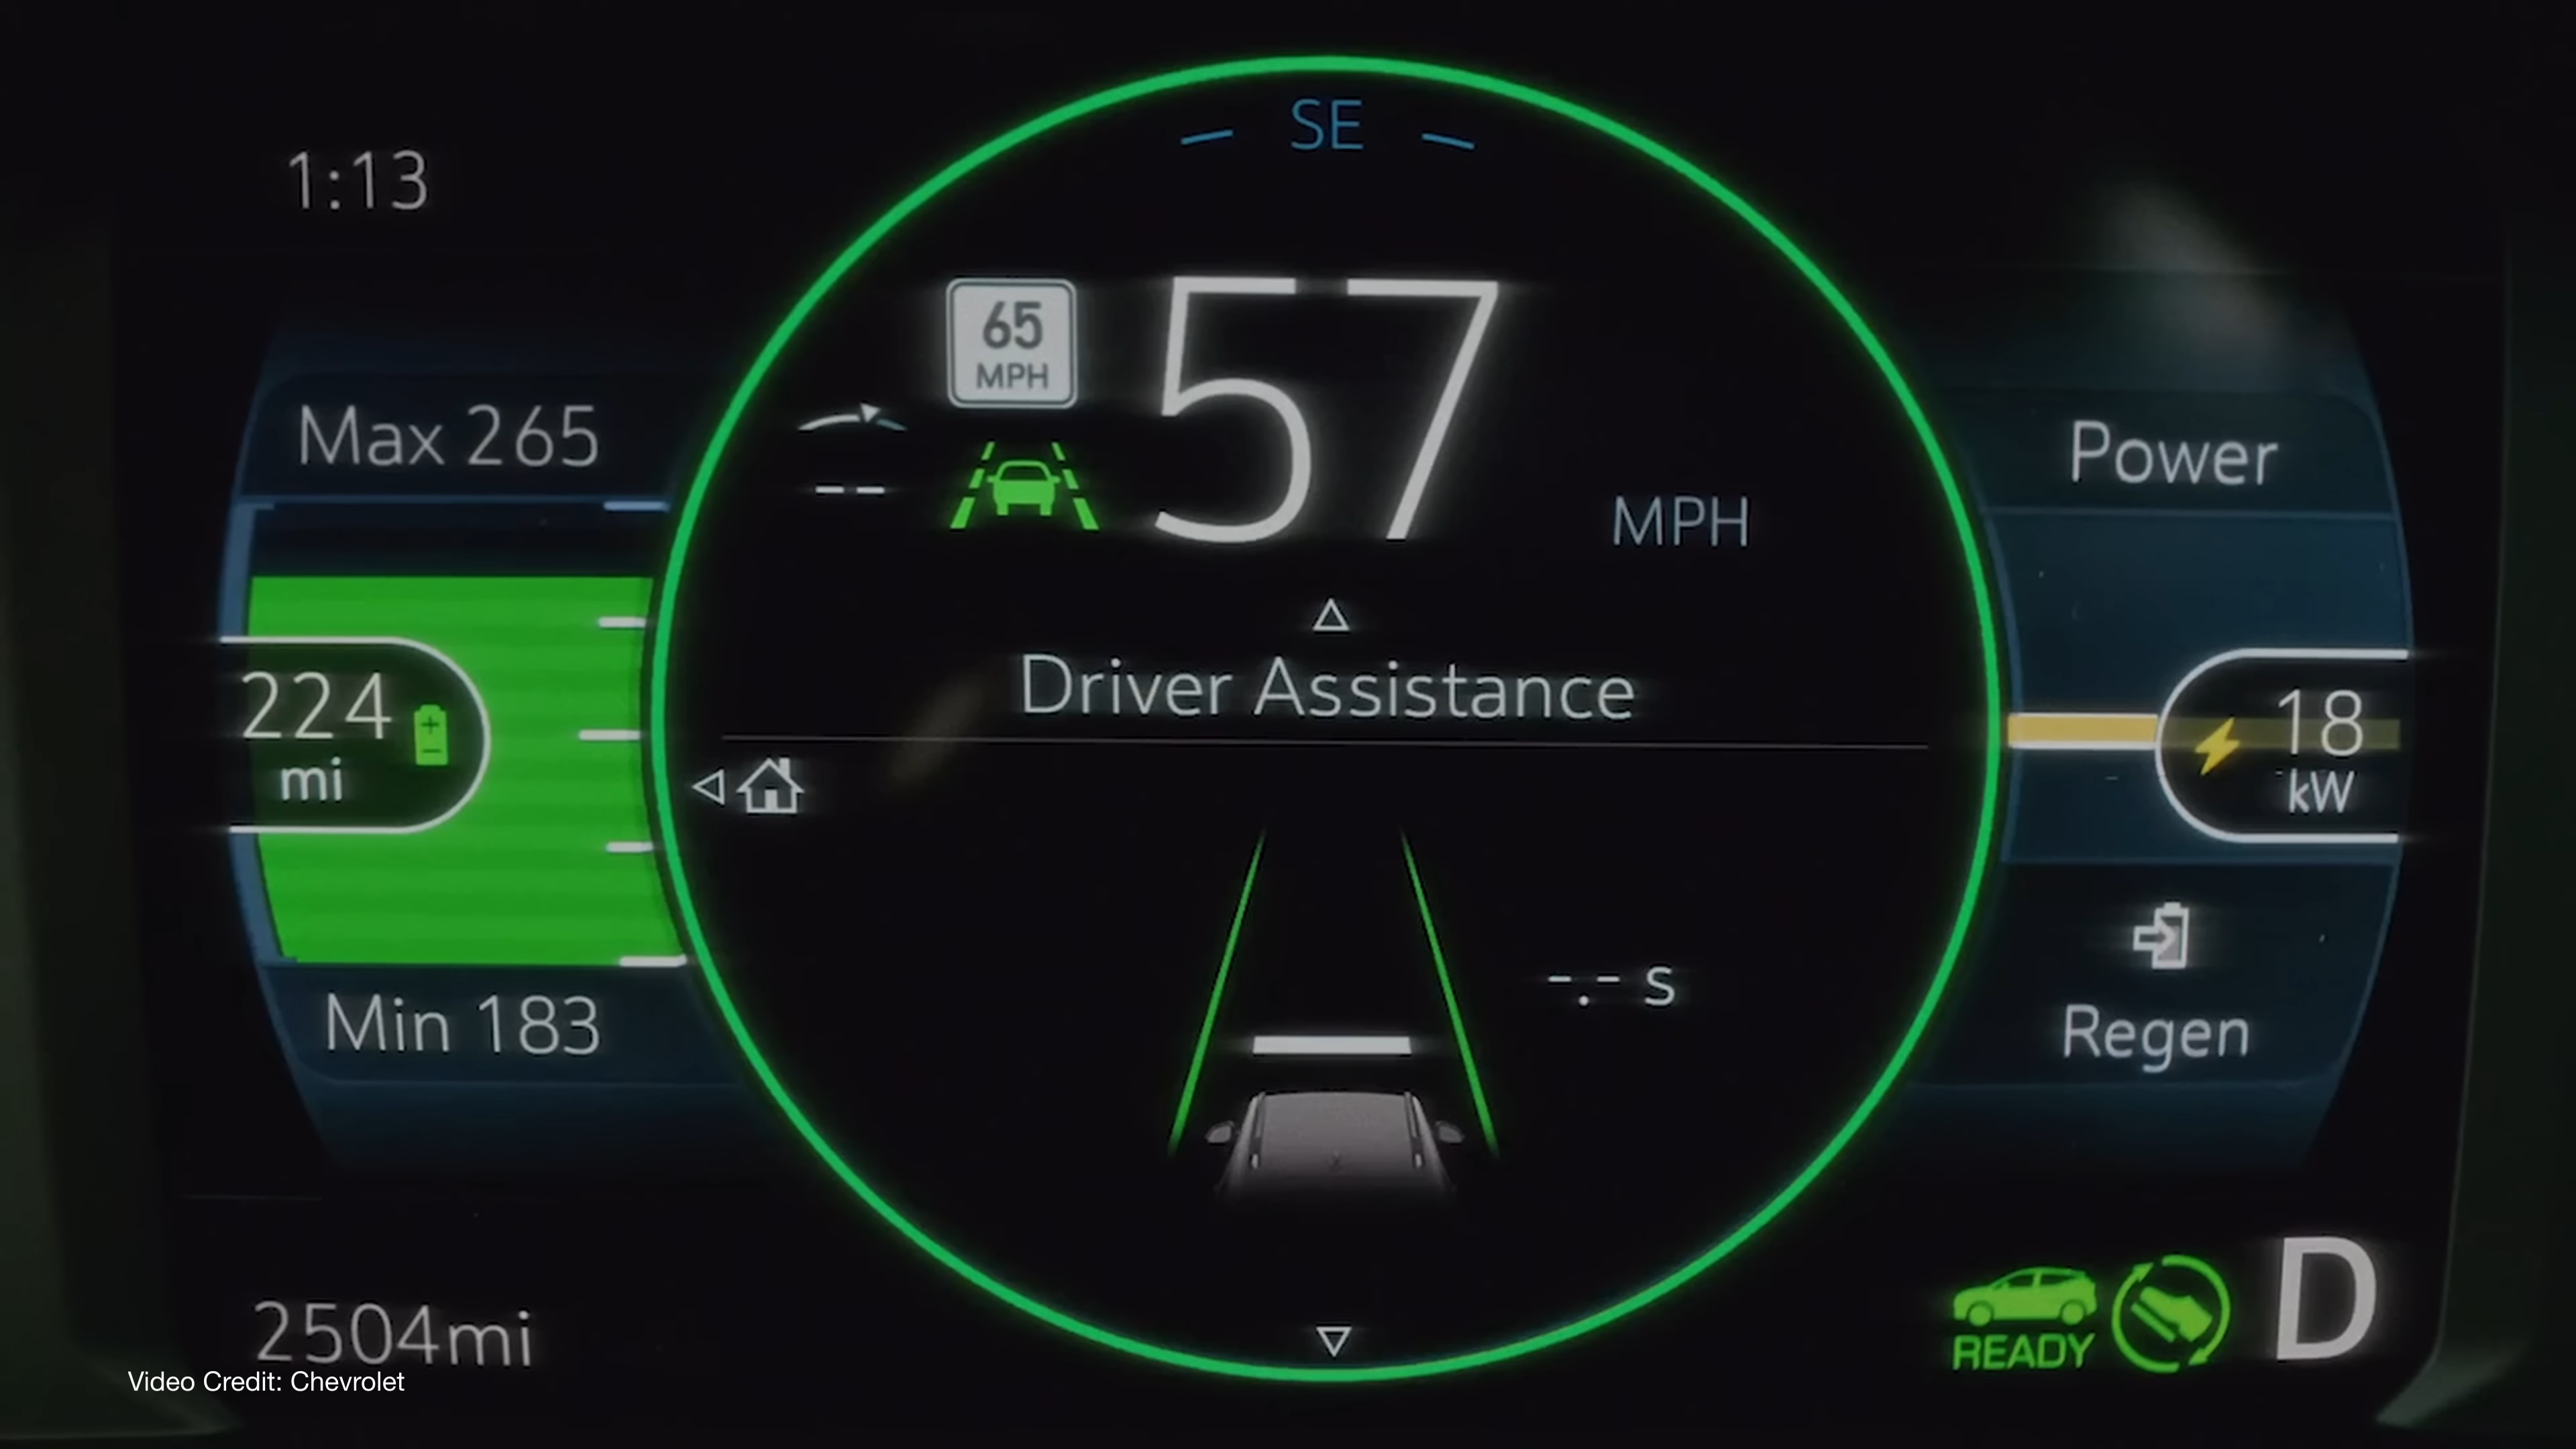 SE
1:13
65
MPH
57
MPH
Max 265
Power
--
Driver Assistance
224
mi
18
kW
-.- s
Min 183
Regen
2504mi
READY
D
Video Credit: Chevrolet